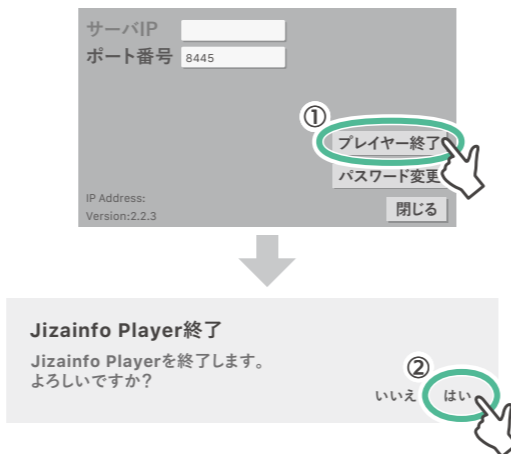 サーバIP
ポート番号 8445
①
プレイヤー終了
パスワード変更
IP Address:
Version:2.2.3
閉じる
Jizainfo Player終了
Jizainfo Playerを終了します。
よろしいですか?
②
いいえ はい